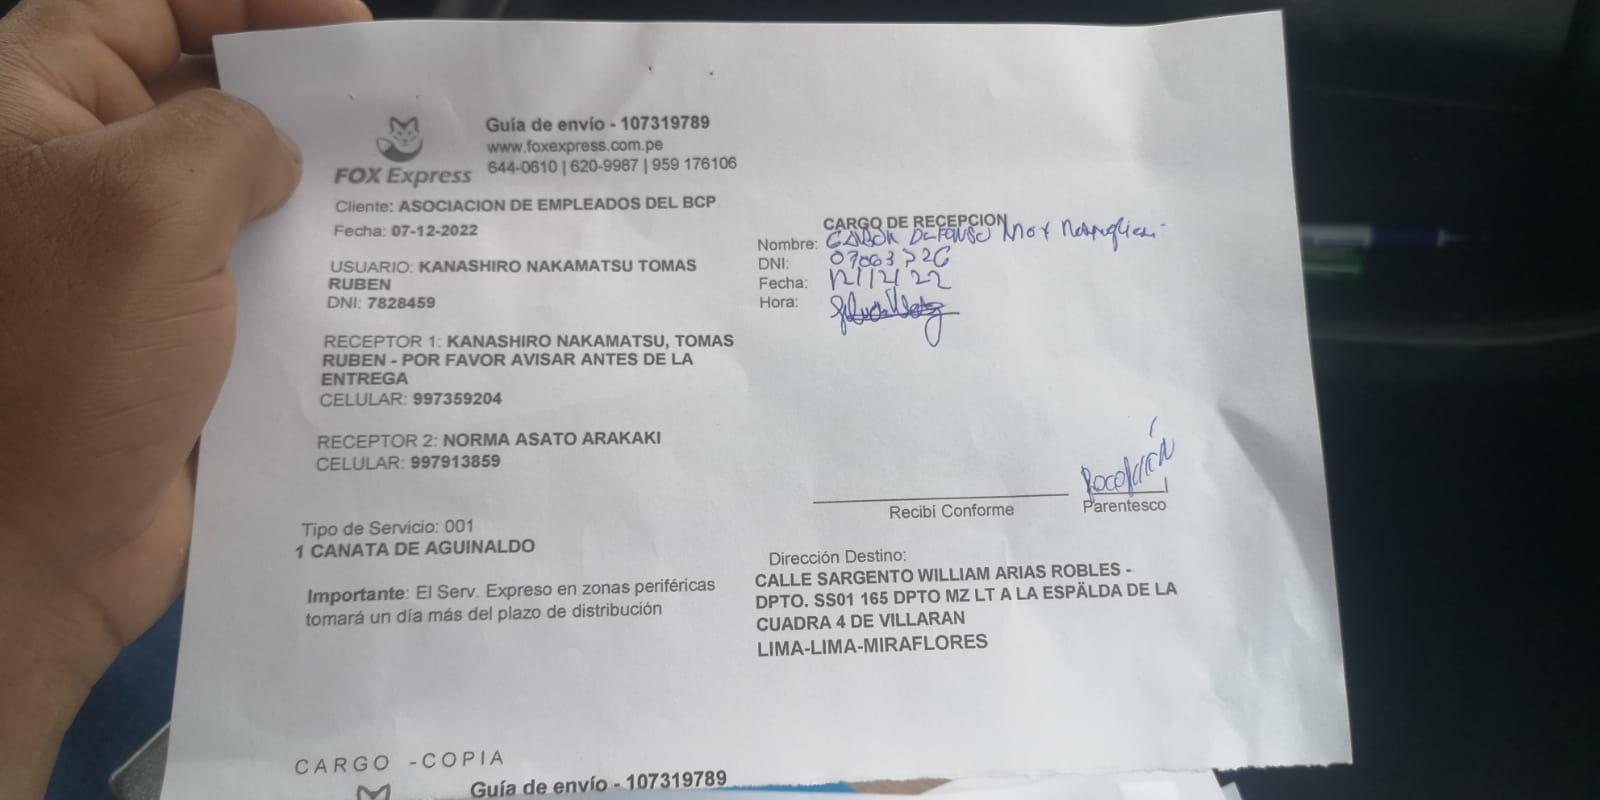 FOX Express
Guía de envío - 107319789
www.foxexpress.com.pe
644-0610 | 620-9987 | 959 176106
Cliente: ASOCIACION DE EMPLEADOS DEL BCP
Fecha: 07-12-2022
USUARIO: KANASHIRO NAKAMATSU TOMAS
RUBEN
DNI: 7828459
RECEPTOR 1: KANASHIRO NAKAMATSU, TOMAS
RUBEN - POR FAVOR AVISAR ANTES DE LA
ENTREGA
CELULAR: 997359204
RECEPTOR 2: NORMA ASATO ARAKAKI
CELULAR: 997913859
Tipo de Servicio: 001
1 CANATA DE AGUINALDO
Importante: El Serv. Expreso en zonas periféricas
tomará un día más del plazo de distribución
CARGO DE RECEPCION
Nombre:
DNI:
Fecha: 12/12/22
Hora:
Recibí Conforme
Parentesco
Dirección Destino:
CALLE SARGENTO WILLIAM ARIAS ROBLES -
DPTO. SS01 165 DPTO MZ LT A LA ESPÄLDA DE LA
CUADRA 4 DE VILLARAN
LIMA-LIMA-MIRAFLORES
CARGO -COPIA
Guía de envío - 107319789